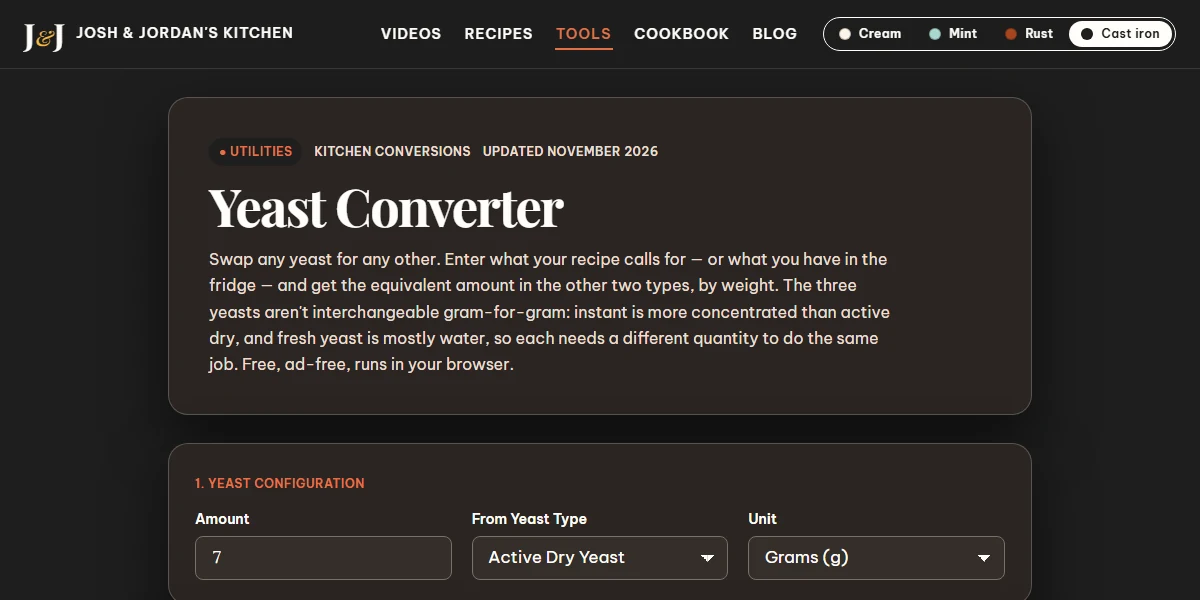 J&J JOSH & JORDAN'S KITCHEN
VIDEOS RECIPES TOOLS COOKBOOK BLOG
Cream Mint Rust Cast iron
• UTILITIES KITCHEN CONVERSIONS UPDATED NOVEMBER 2026
Yeast Converter
Swap any yeast for any other. Enter what your recipe calls for — or what you have in the
fridge — and get the equivalent amount in the other two types, by weight. The three
yeasts aren't interchangeable gram-for-gram: instant is more concentrated than active
dry, and fresh yeast is mostly water, so each needs a different quantity to do the same
job. Free, ad-free, runs in your browser.
1. YEAST CONFIGURATION
Amount From Yeast Type Unit
7 Active Dry Yeast Grams (g)